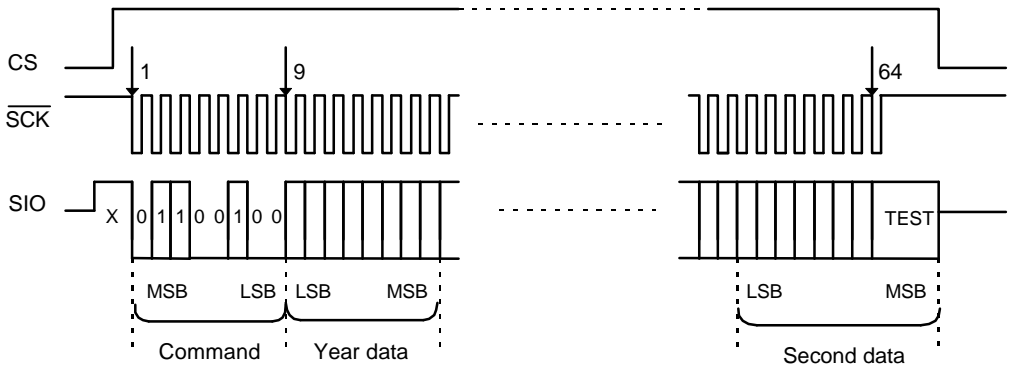 CS
1
9
64
SCK
SIO
X 0 1 1 0 0 1 0 0
TEST
MSB LSB LSB MSB
LSB MSB
Command Year data
Second data